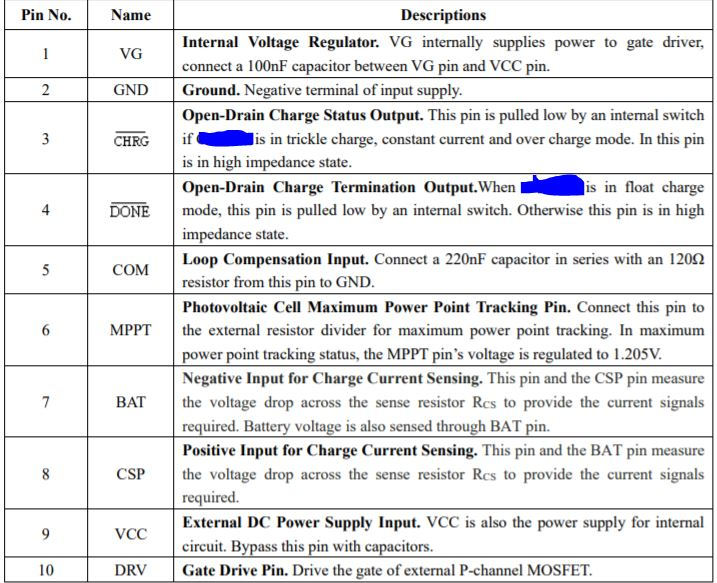 Pin No. Name Descriptions
1 VG Internal Voltage Regulator. VG internally supplies power to gate driver,
connect a 100nF capacitor between VG pin and VCC pin.
2 GND Ground. Negative terminal of input supply.
Open-Drain Charge Status Output. This pin is pulled low by an internal switch
3 CHRG if is in trickle charge, constant current and over charge mode. In this pin
is in high impedance state.
Open-Drain Charge Termination Output.When is in float charge
4 DONE mode, this pin is pulled low by an internal switch. Otherwise this pin is in high
impedance state.
5 COM Loop Compensation Input. Connect a 220nF capacitor in series with an 120Ω
resistor from this pin to GND.
Photovoltaic Cell Maximum Power Point Tracking Pin. Connect this pin to
6 MPPT the external resistor divider for maximum power point tracking. In maximum
power point tracking status, the MPPT pin's voltage is regulated to 1.205V.
Negative Input for Charge Current Sensing. This pin and the CSP pin measure
7 BAT the voltage drop across the sense resistor RCS to provide the current signals
required. Battery voltage is also sensed through BAT pin.
Positive Input for Charge Current Sensing. This pin and the BAT pin measure
8 CSP the voltage drop across the sense resistor RCS to provide the current signals
required.
9 VCC External DC Power Supply Input. VCC is also the power supply for internal
circuit. Bypass this pin with capacitors.
10 DRV Gate Drive Pin. Drive the gate of external P-channel MOSFET.